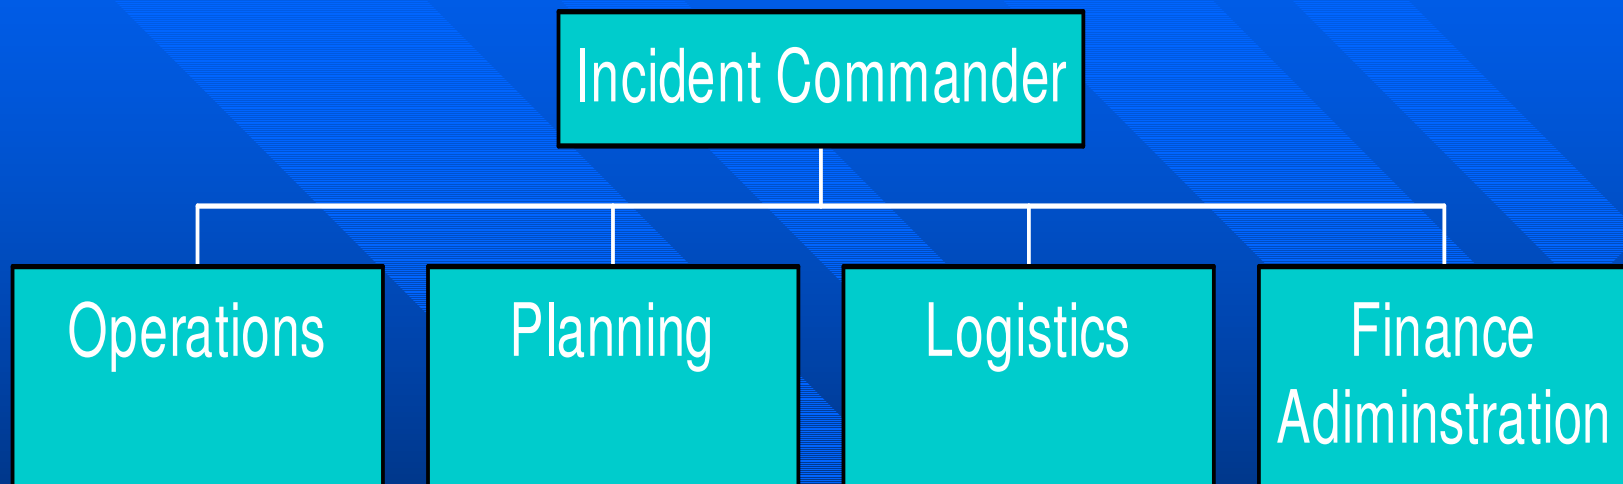 Incident Commander
Operations
Planning
Logistics
Finance
Adiminstration